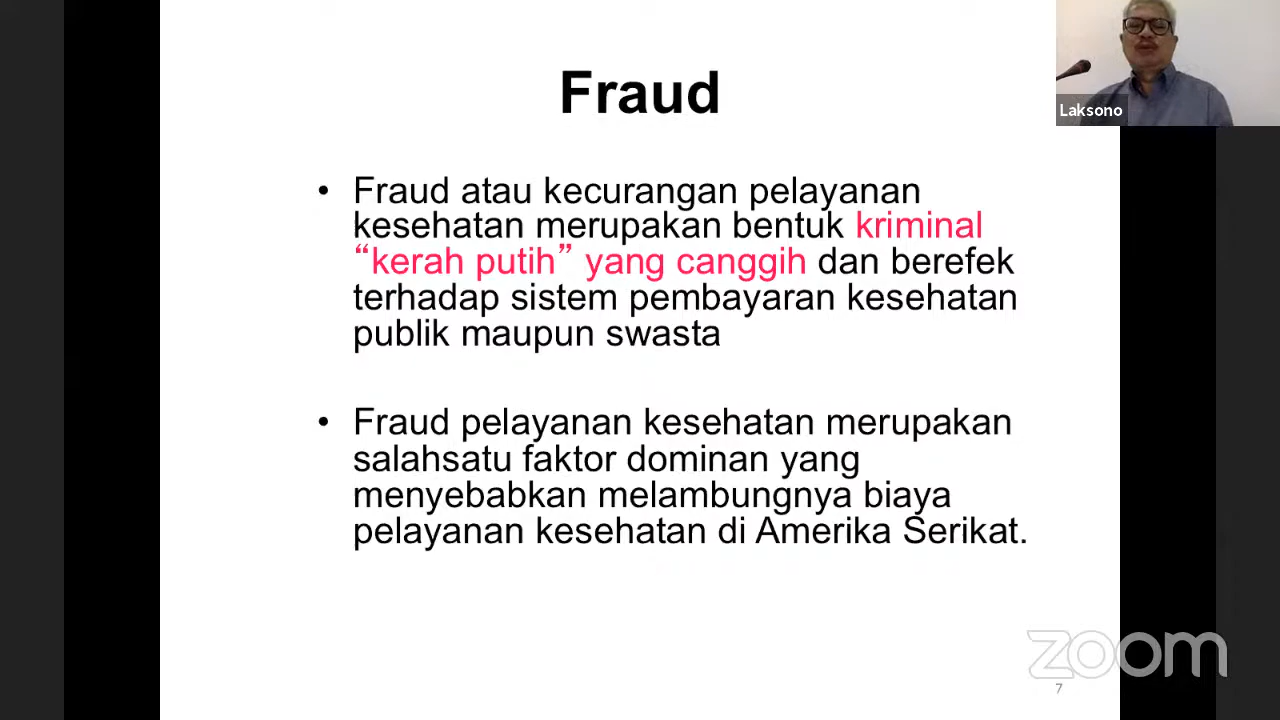 Fraud
Laksono
• Fraud atau kecurangan pelayanan
kesehatan merupakan bentuk kriminal
“kerah putih” yang canggih dan berefek
terhadap sistem pembayaran kesehatan
publik maupun swasta
• Fraud pelayanan kesehatan merupakan
salahsatu faktor dominan yang
menyebabkan melambungnya biaya
pelayanan kesehatan di Amerika Serikat.
zoom
7